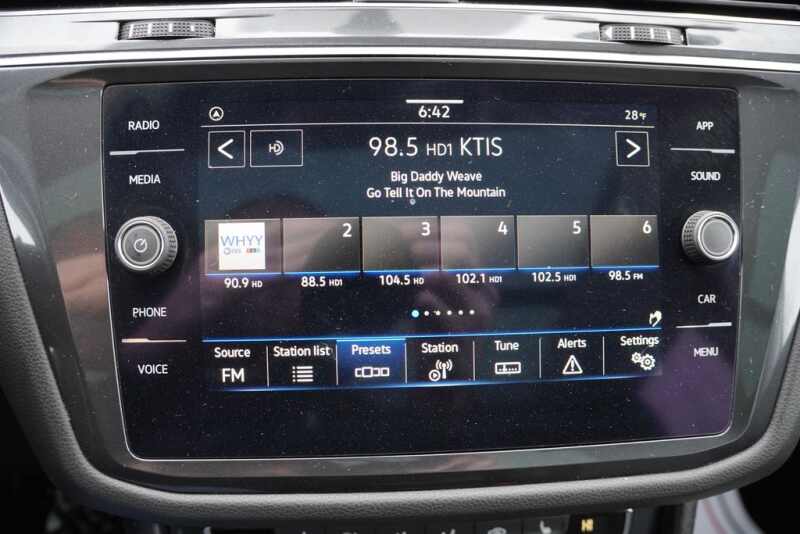 6:42
28°F
RADIO
APP
HD
98.5 HD1 KTIS
Big Daddy Weave
Go Tell It On The Mountain
MEDIA
SOUND
WHYY
2
3
4
5
6
90.9 HD
88.5 HD1
104.5 HD
102.1 HD1
102.5 HD1
98.5 FM
PHONE
CAR
VOICE
MENU
Source
Station list
Presets
Station
Tune
Alerts
Settings
FM
HI